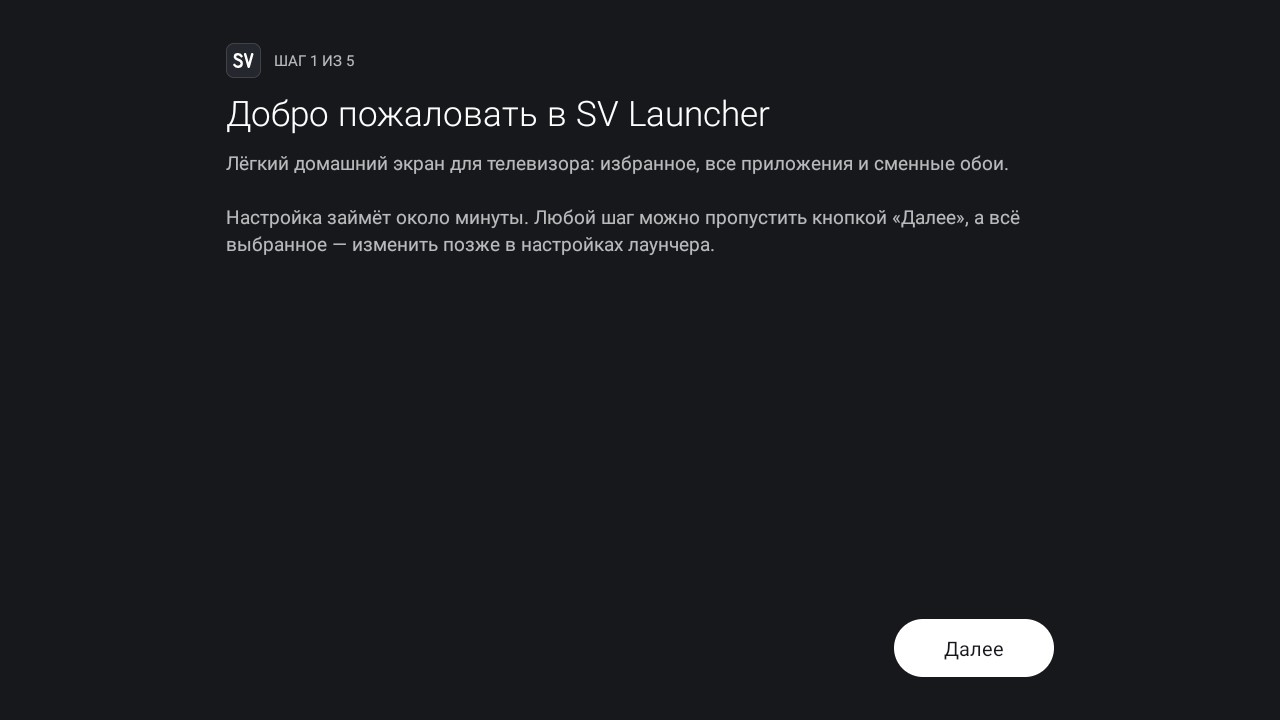 SV
ШАГ 1 ИЗ 5
Добро пожаловать в SV Launcher
Лёгкий домашний экран для телевизора: избранное, все приложения и сменные обои.
Настройка займёт около минуты. Любой шаг можно пропустить кнопкой «Далее», а всё
выбранное — изменить позже в настройках лаунчера.
Далее